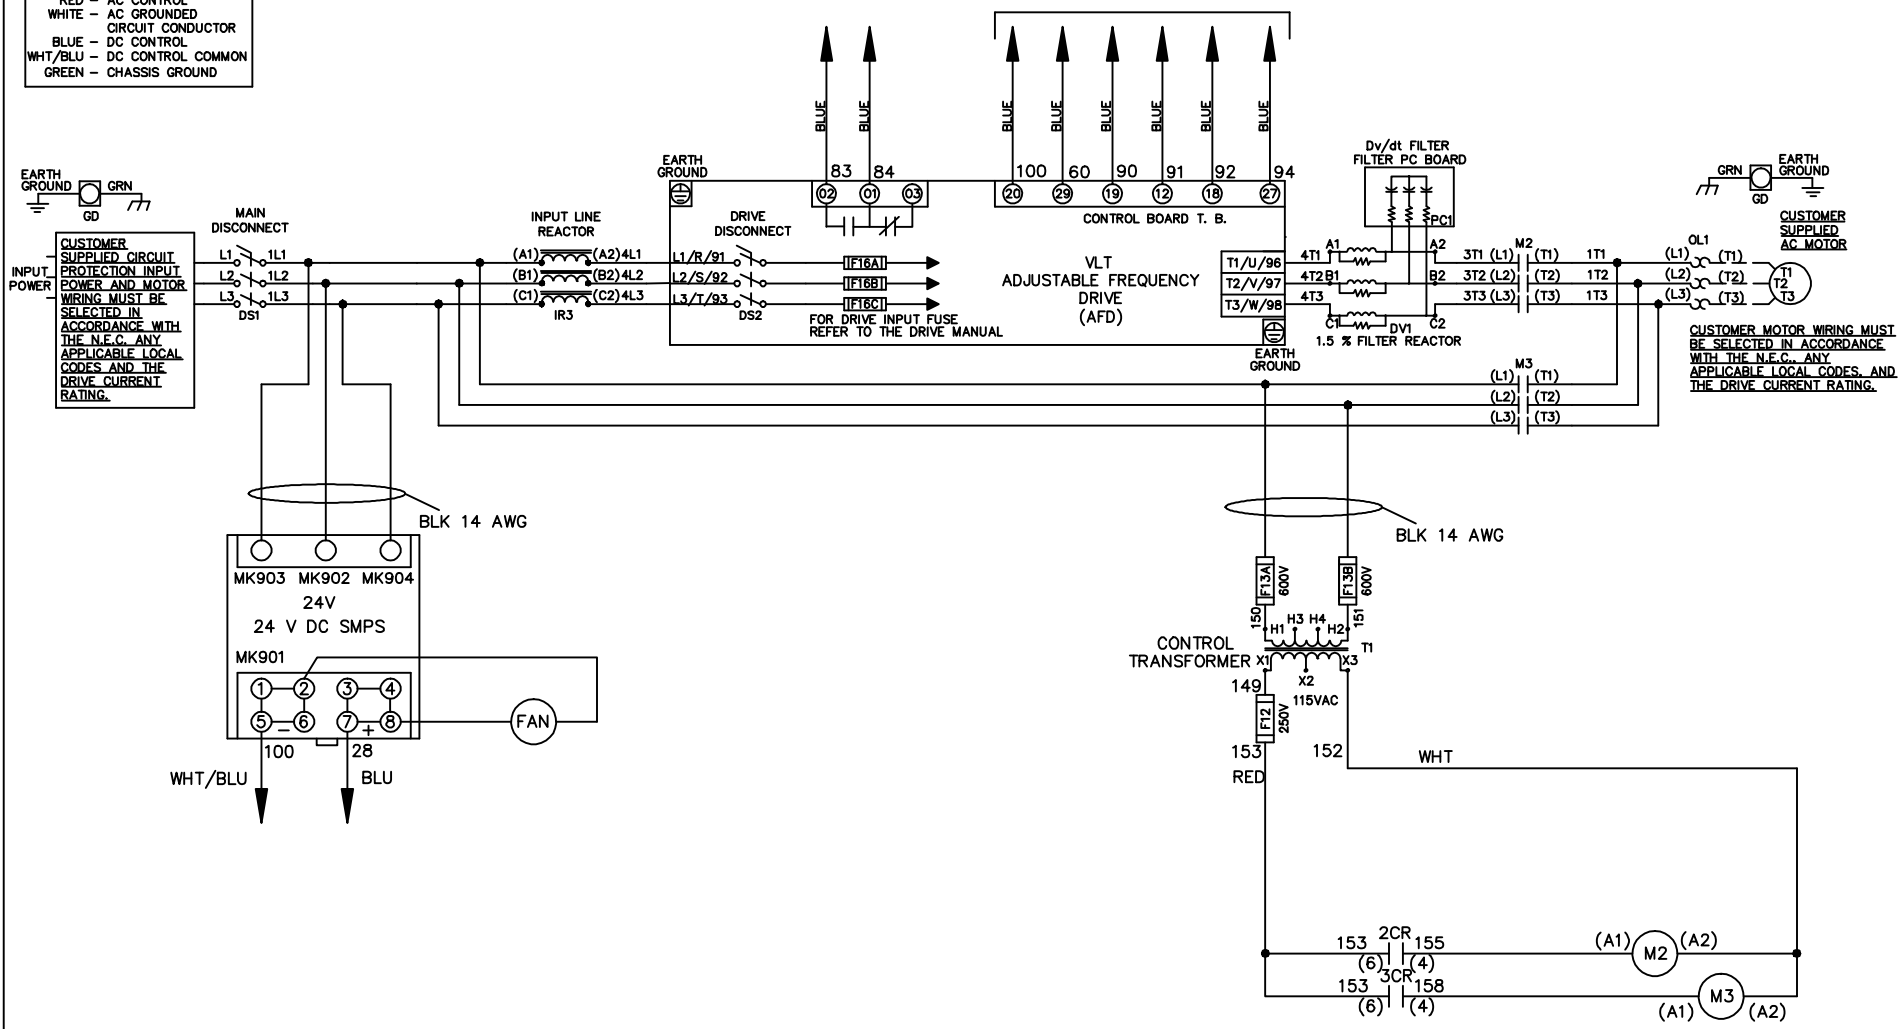 RED – AC CONTROL
WHITE – AC GROUNDED
CIRCUIT CONDUCTOR
BLUE – DC CONTROL
WHT/BLU – DC CONTROL COMMON
GREEN – CHASSIS GROUND
BLUE
BLUE
BLUE
BLUE
BLUE
BLUE
BLUE
BLUE
EARTH
GROUND
GRN
GD
MAIN
DISCONNECT
INPUT LINE
REACTOR
EARTH
GROUND
DRIVE
DISCONNECT
83
84
02
01
03
100
60
90
91
92
94
20
29
19
12
18
27
CONTROL BOARD T. B.
Dv/dt FILTER
FILTER PC BOARD
PC1
GRN
GD
EARTH
GROUND
CUSTOMER
SUPPLIED
AC MOTOR
INPUT
POWER
CUSTOMER
SUPPLIED CIRCUIT
PROTECTION INPUT
POWER AND MOTOR
WIRING MUST BE
SELECTED IN
ACCORDANCE WITH
THE N.E.C. ANY
APPLICABLE LOCAL
CODES AND THE
DRIVE CURRENT
RATING.
L1 1L1
L2 1L2
L3 1L3
DS1
(A1) (A2) 4L1
(B1) (B2) 4L2
(C1) (C2) 4L3
IR3
L1/R/91
L2/S/92
L3/T/93
DS2
F16A
F16B
F16C
FOR DRIVE INPUT FUSE
REFER TO THE DRIVE MANUAL
VLT
ADJUSTABLE FREQUENCY
DRIVE
(AFD)
T1/U/96
T2/V/97
T3/W/98
EARTH
GROUND
4T1 A1 A2
4T2 B1 B2
4T3
C1 DV1 C2
1.5 % FILTER REACTOR
M2
3T1 (L1) (T1) 1T1
3T2 (L2) (T2) 1T2
3T3 (L3) (T3) 1T3
OL1
(L1) (T1)
(L2) (T2)
(L3) (T3)
T1
T2
T3
CUSTOMER MOTOR WIRING MUST
BE SELECTED IN ACCORDANCE
WITH THE N.E.C., ANY
APPLICABLE LOCAL CODES, AND
THE DRIVE CURRENT RATING.
M3
(L1) (T1)
(L2) (T2)
(L3) (T3)
BLK 14 AWG
BLK 14 AWG
MK903 MK902 MK904
24V
24 V DC SMPS
MK901
1 2 3 4
5 – 6 7 + 8
FAN
100
28
WHT/BLU
BLU
F13A
600V
F13B
600V
150
151
H1 H3 H4 H2
T1
CONTROL
TRANSFORMER
X1 X3
X2
149
115VAC
F12
250V
153
152
RED
WHT
2CR
153 155
(6) (4)
(A1) M2 (A2)
3CR
153 158
(6) (4)
(A1) M3 (A2)